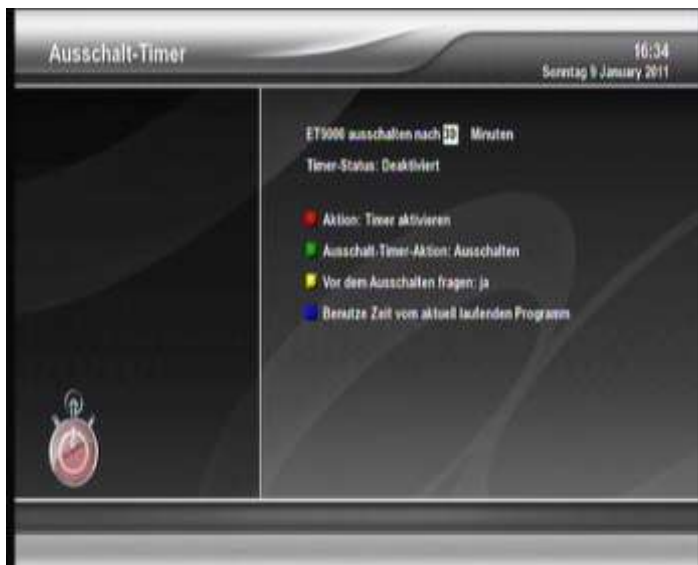 Ausschalt-Timer
16:34
Sonntag 9 January 2011
ET9000 ausschalten nach 30 Minuten
Timer-Status: Deaktiviert
Aktion: Timer aktivieren
Ausschalt-Timer-Aktion: Ausschalten
Vor dem Ausschalten fragen: ja
Benutze Zeit vom aktuell laufenden Programm